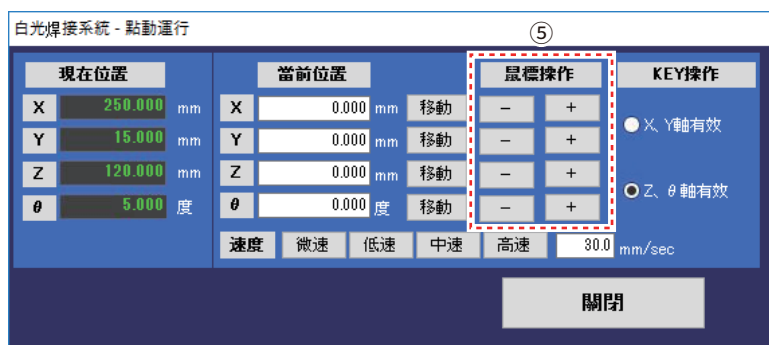 白光焊接系統 - 點動運行
⑤
現在位置 當前位置 鼠標操作 KEY操作
X 250.000 mm X 0.000 mm 移動 - +
X、Y軸有效
Y 15.000 mm Y 0.000 mm 移動 - +
Z 120.000 mm Z 0.000 mm 移動 - +
Z、θ軸有效
θ 5.000 度 θ 0.000 度 移動 - +
速度 微速 低速 中速 高速 30.0 mm/sec
關閉